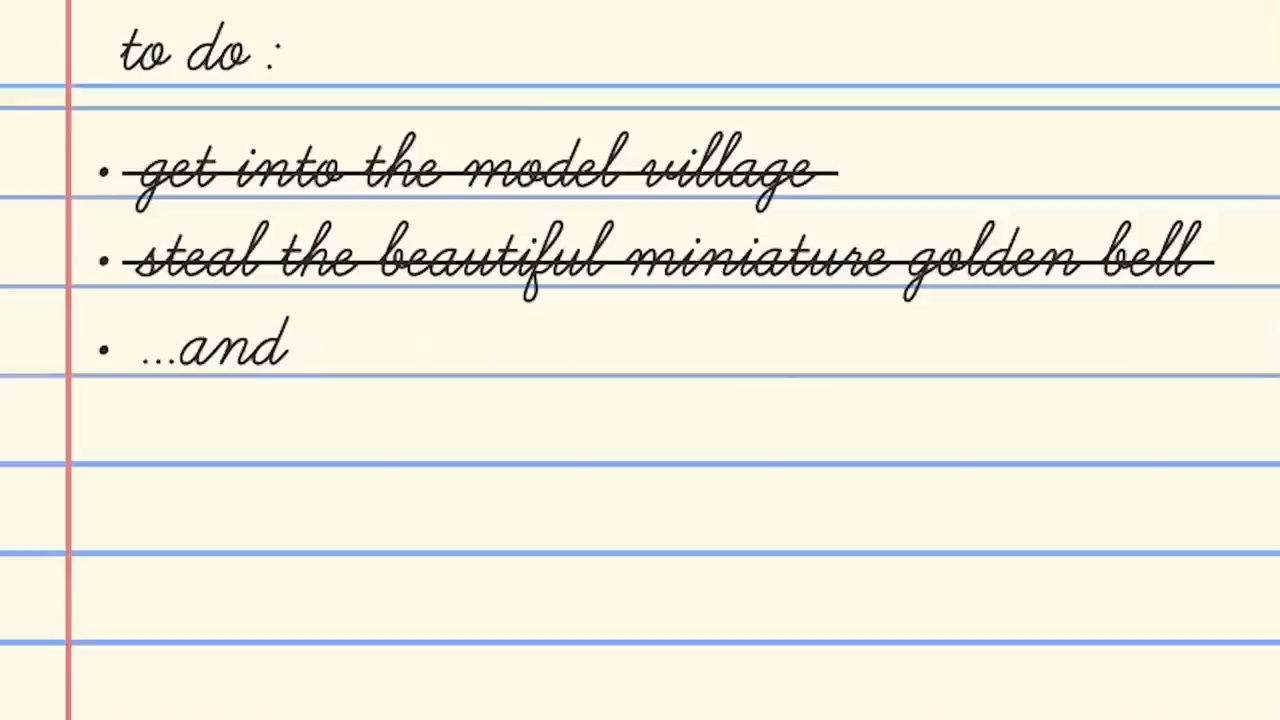 to do :
• get into the model village
• steal the beautiful miniature golden bell
• ...and